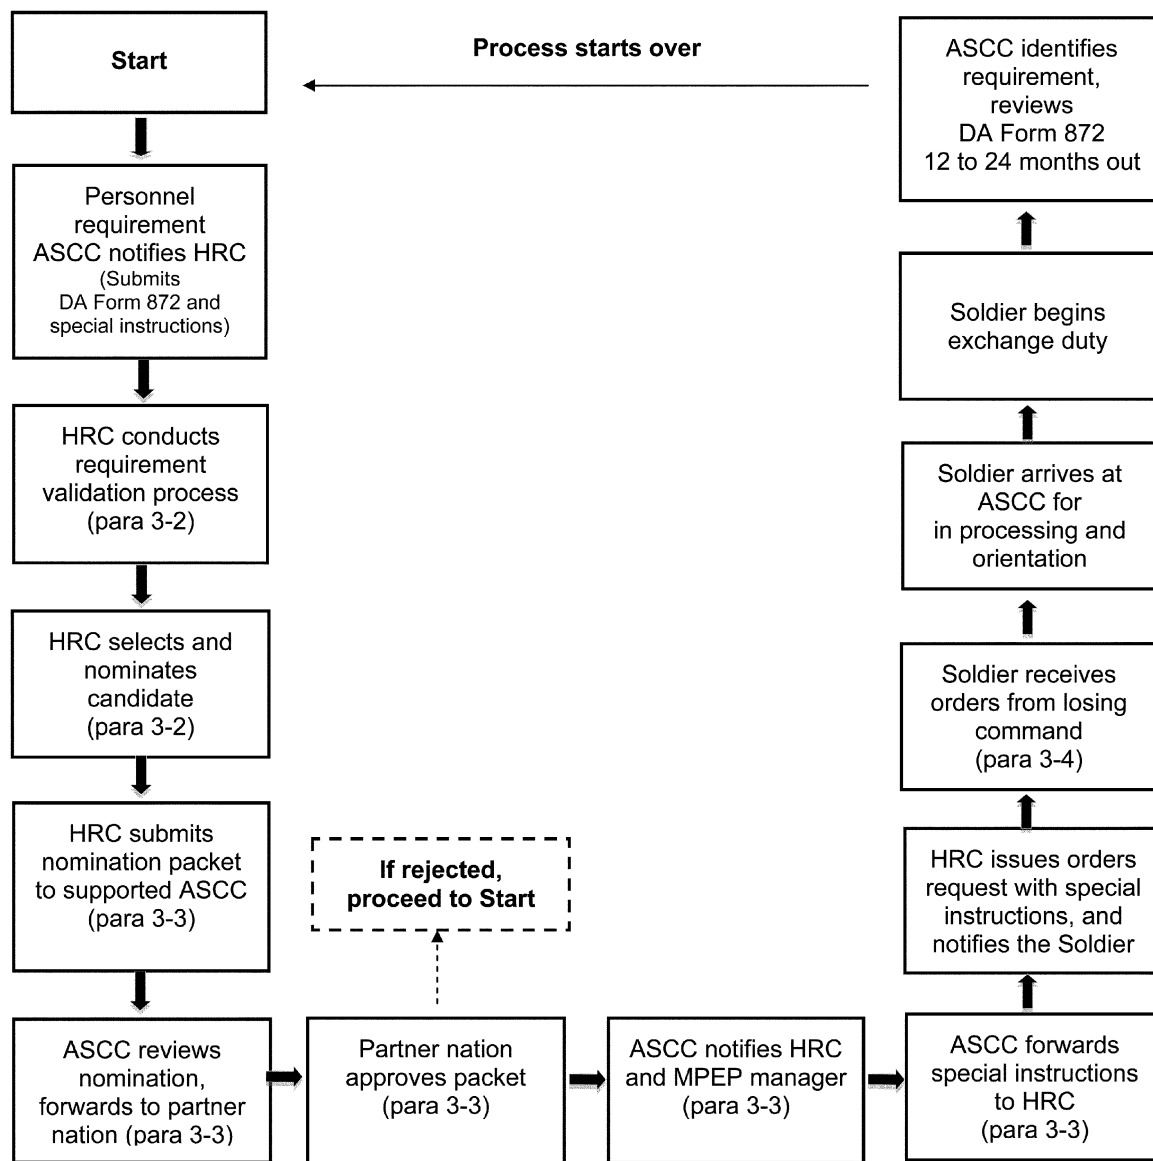 Start
Process starts over
Personnel
requirement
ASCC notifies HRC
(Submits
DA Form 872 and
special instructions)
HRC conducts
requirement
validation process
(para 3-2)
HRC selects and
nominates
candidate
(para 3-2)
HRC submits
nomination packet
to supported ASCC
(para 3-3)
ASCC reviews
nomination,
forwards to partner
nation (para 3-3)
If rejected,
proceed to Start
Partner nation
approves packet
(para 3-3)
ASCC notifies HRC
and MPEP manager
(para 3-3)
ASCC forwards
special instructions
to HRC
(para 3-3)
HRC issues orders
request with special
instructions, and
notifies the Soldier
Soldier receives
orders from losing
command
(para 3-4)
Soldier arrives at
ASCC for
in processing and
orientation
Soldier begins
exchange duty
ASCC identifies
requirement,
reviews
DA Form 872
12 to 24 months out